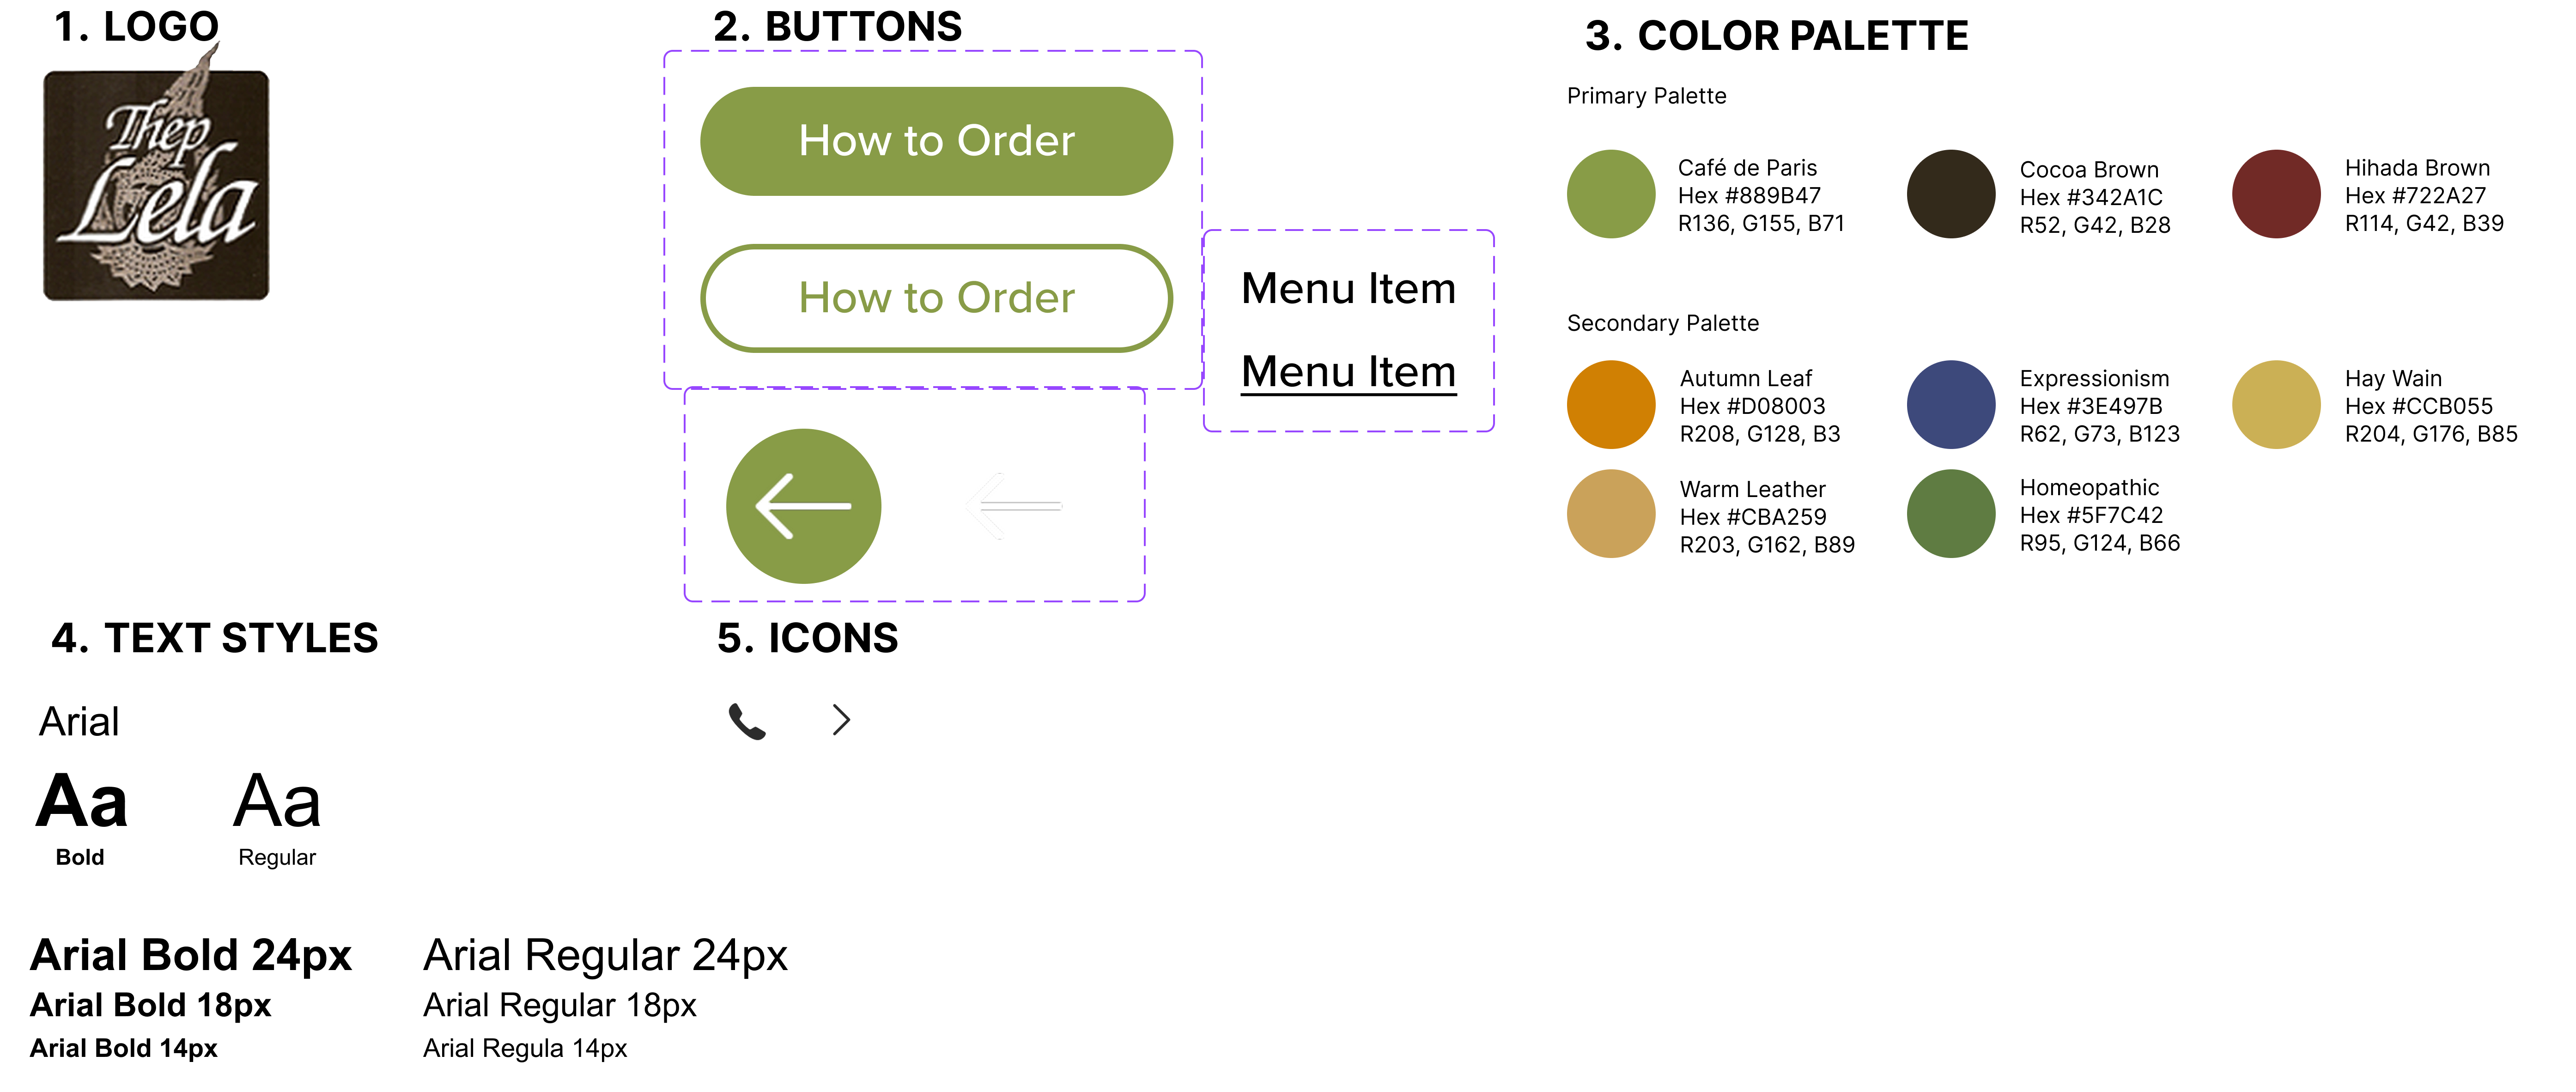 1. LOGO
Thep
Lela
2. BUTTONS
How to Order
How to Order
Menu Item
Menu Item
3. COLOR PALETTE
Primary Palette
Café de Paris
Hex #889B47
R136, G155, B71
Cocoa Brown
Hex #342A1C
R52, G42, B28
Hihada Brown
Hex #722A27
R114, G42, B39
Secondary Palette
Autumn Leaf
Hex #D08003
R208, G128, B3
Expressionism
Hex #3E497B
R62, G73, B123
Hay Wain
Hex #CCB055
R204, G176, B85
Warm Leather
Hex #CBA259
R203, G162, B89
Homeopathic
Hex #5F7C42
R95, G124, B66
4. TEXT STYLES
Arial
Aa
Bold
Aa
Regular
Arial Bold 24px
Arial Bold 18px
Arial Bold 14px
Arial Regular 24px
Arial Regular 18px
Arial Regula 14px
5. ICONS